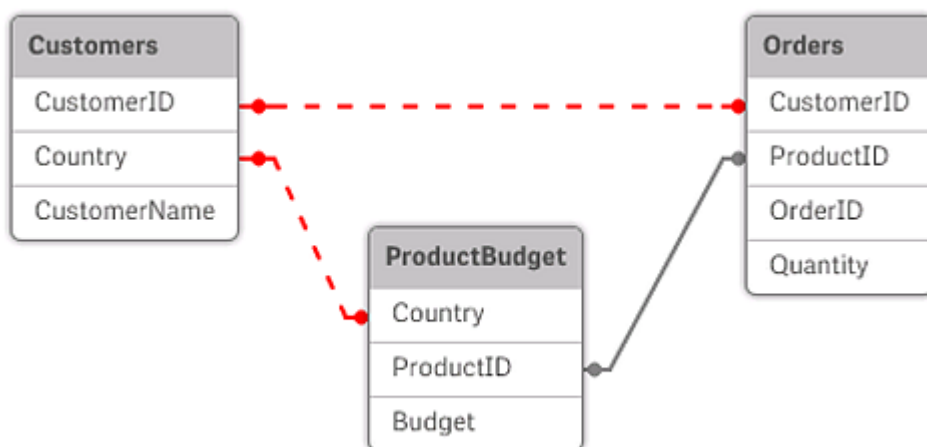 Customers
CustomerID
Country
CustomerName
Orders
CustomerID
ProductID
OrderID
Quantity
ProductBudget
Country
ProductID
Budget